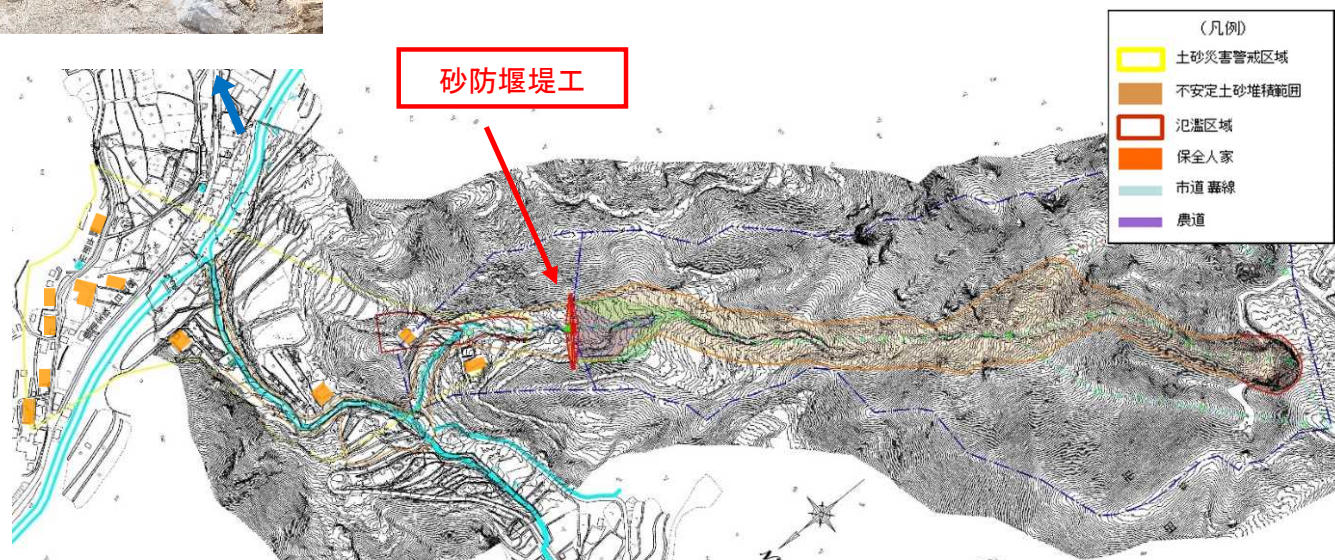 砂防堰堤工
(凡例)
土砂災害警戒区域
不安定土砂堆積範囲
氾濫区域
保全人家
市道 轟線
農道